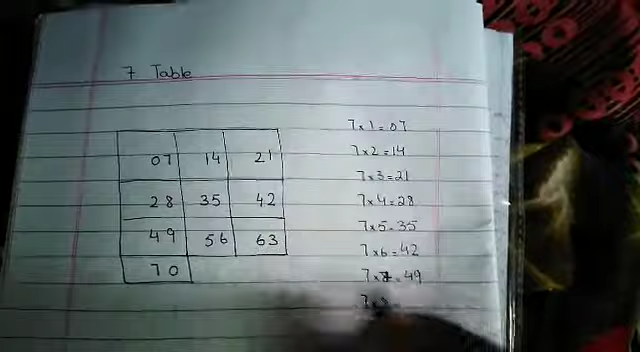 7 Table
07 14 21
28 35 42
49 56 63
70
7x1=07
7x2=14
7x3=21
7x4=28
7x5=35
7x6=42
7x7=49
7x8=